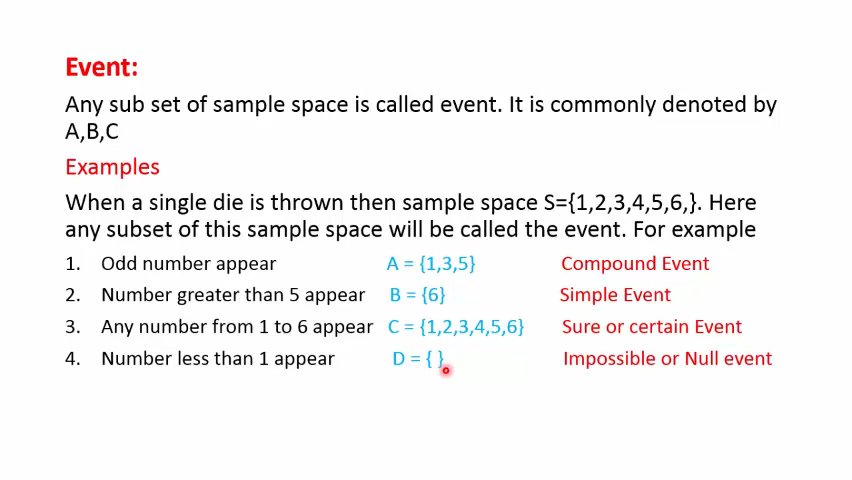 Event:
Any sub set of sample space is called event. It is commonly denoted by
A,B,C
Examples
When a single die is thrown then sample space S={1,2,3,4,5,6,}. Here
any subset of this sample space will be called the event. For example
1. Odd number appear A = {1,3,5} Compound Event
2. Number greater than 5 appear B = {6} Simple Event
3. Any number from 1 to 6 appear C = {1,2,3,4,5,6} Sure or certain Event
4. Number less than 1 appear D = { } Impossible or Null event